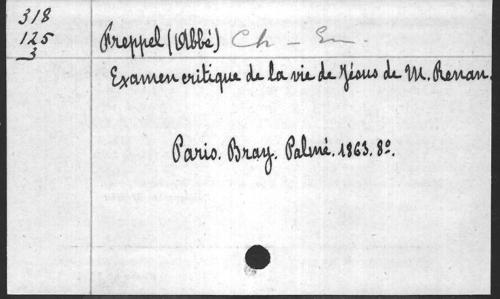 318
125
3
Freppel (Abbé) Ch – Em
Examen critique de la vie de Jésus de M. Renan.
Paris. Bray. Palmé. 1863. 8º.